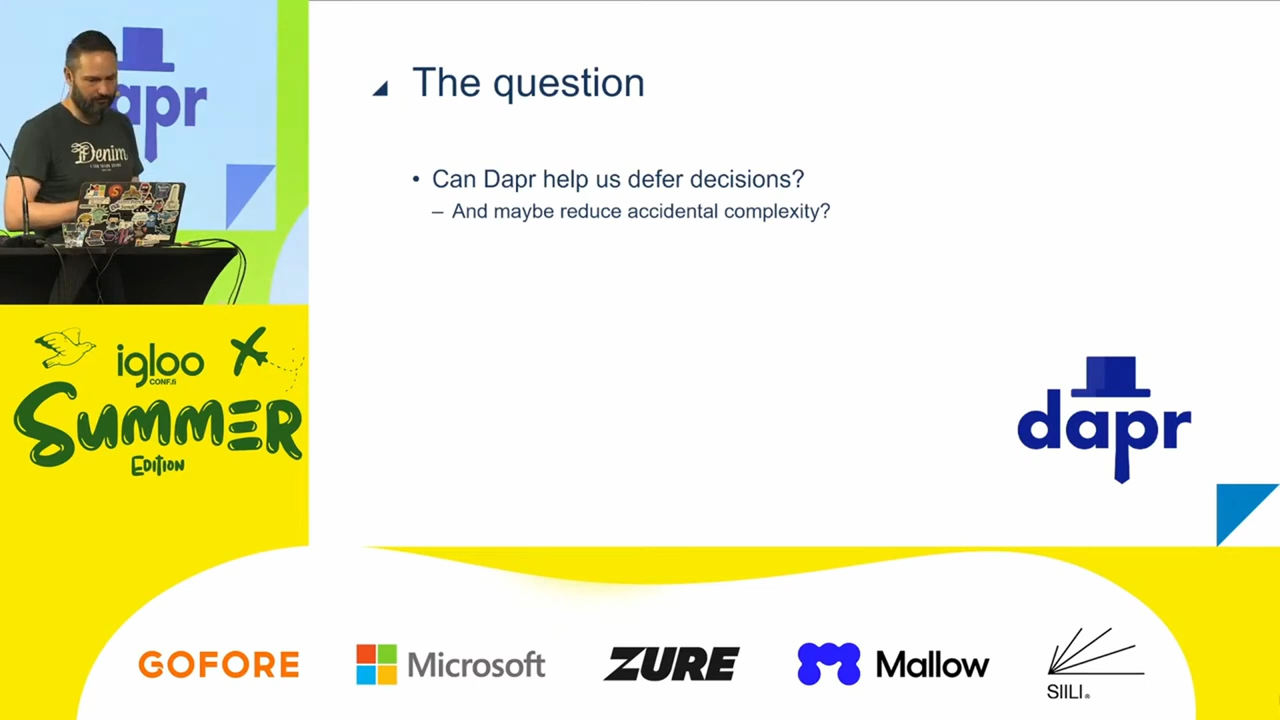 dapr
Denim
The question
• Can Dapr help us defer decisions?
– And maybe reduce accidental complexity?
dapr
igloo
CONF.fi
SUMMER
EDITION
GOFORE
Microsoft
ZURE
Mallow
SIILI